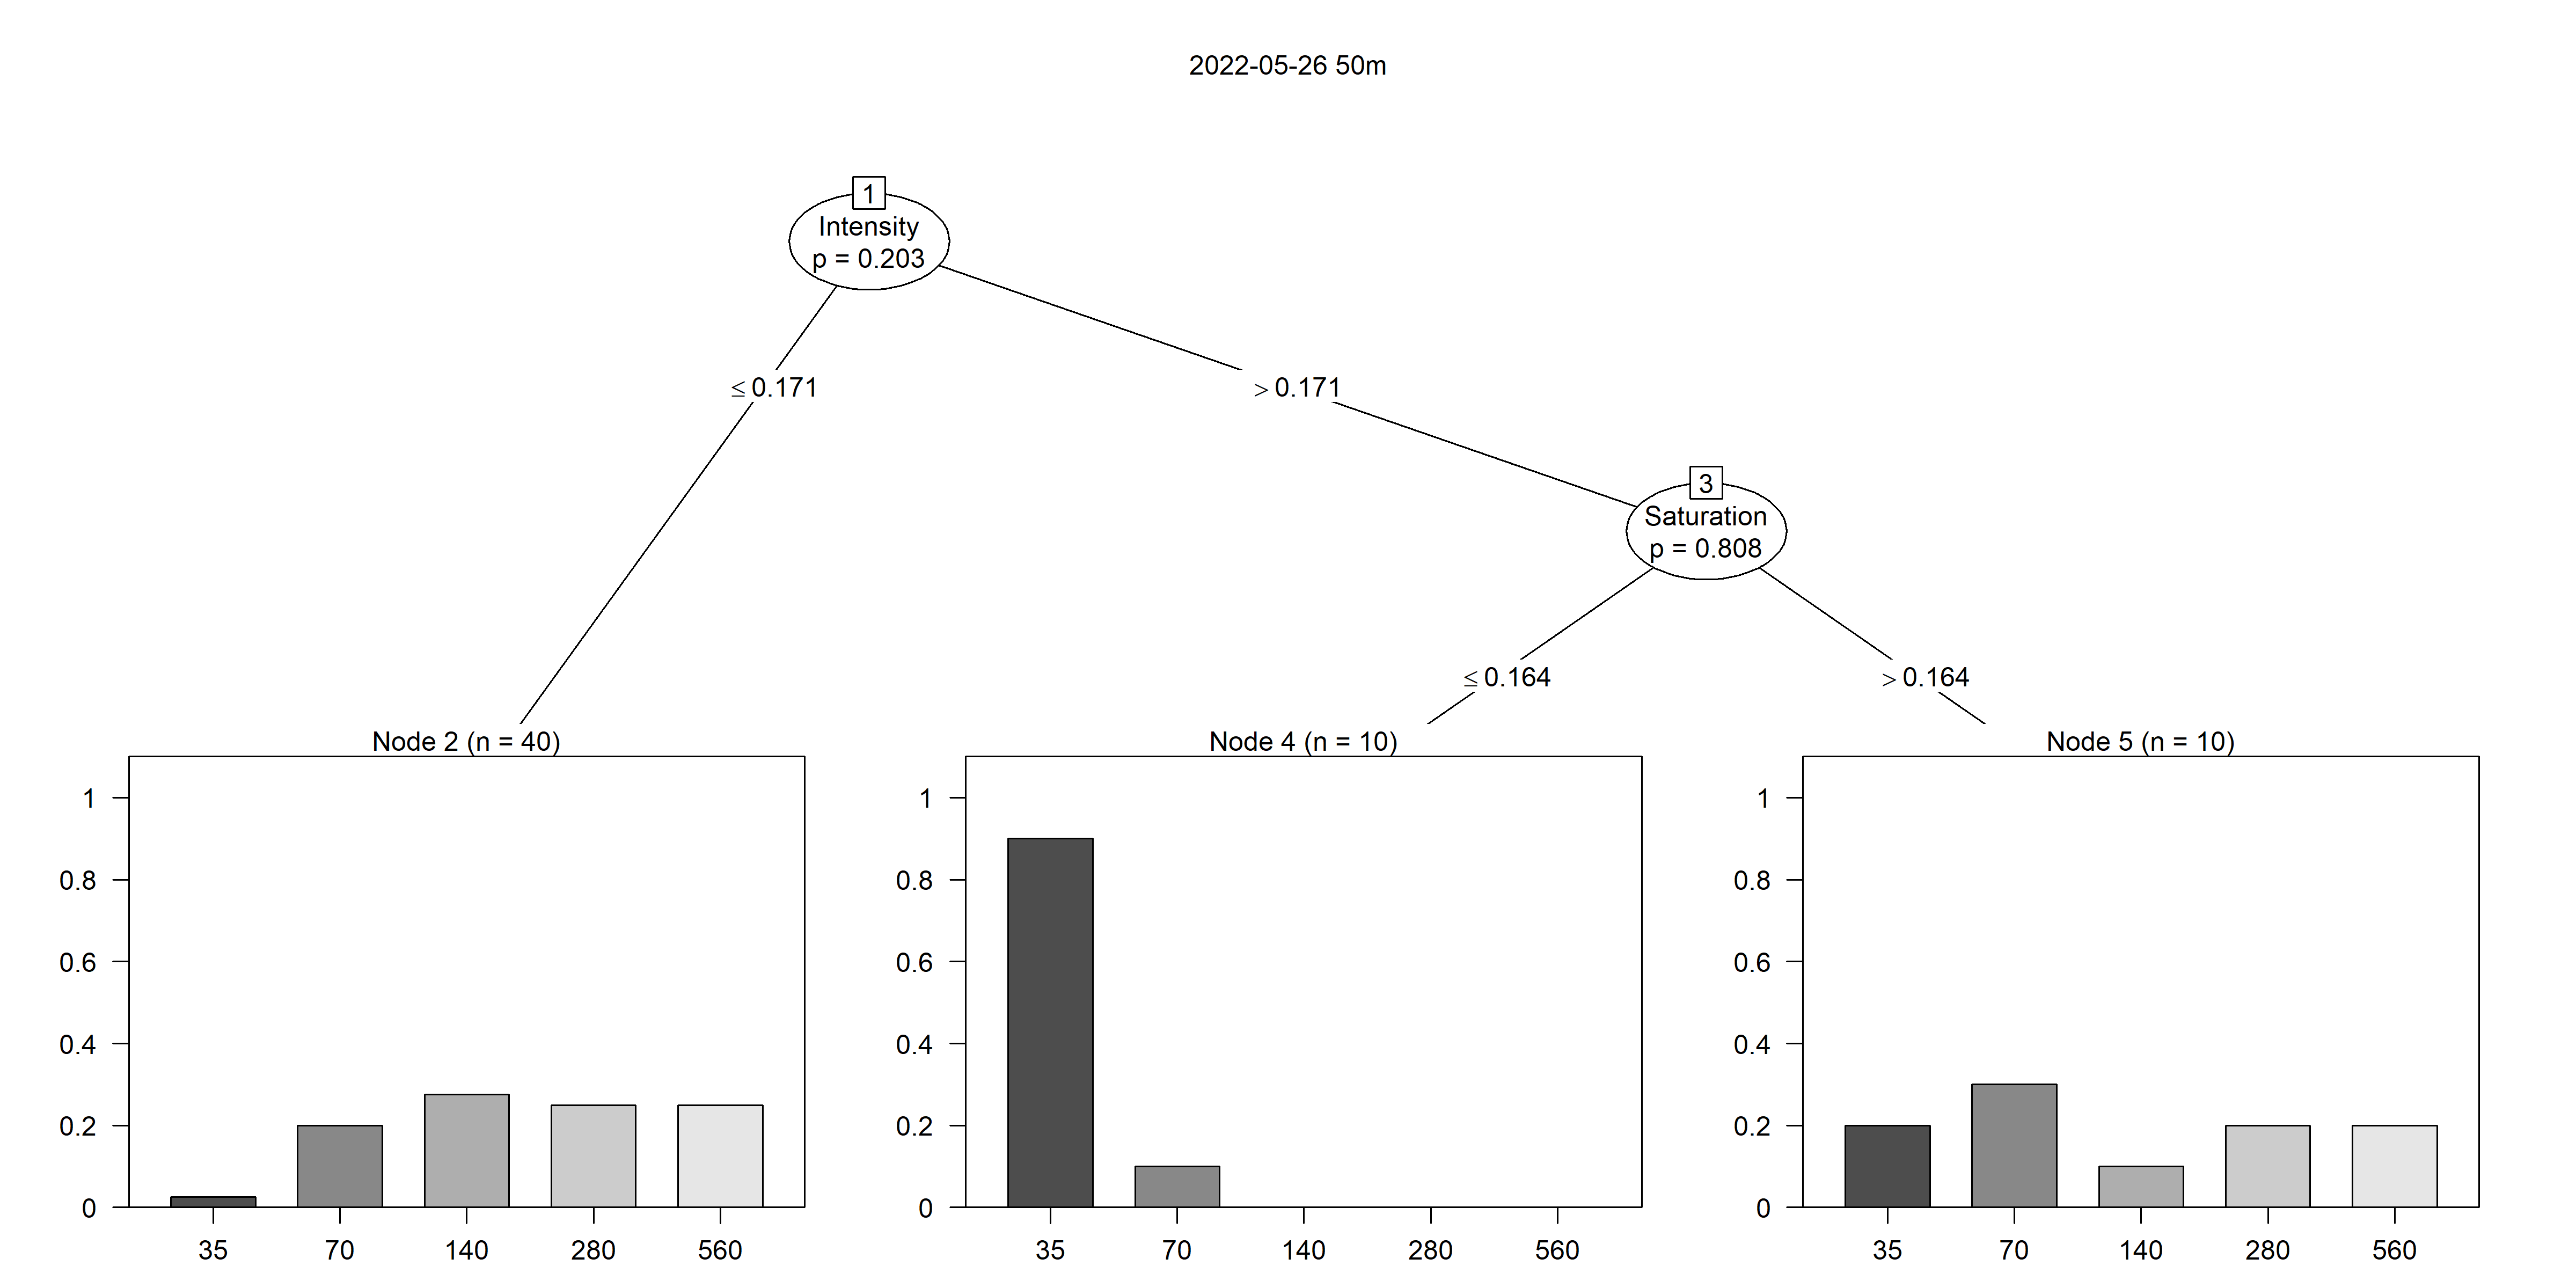 2022-05-26 50m
1
Intensity
p = 0.203
≤ 0.171
> 0.171
3
Saturation
p = 0.808
≤ 0.164
> 0.164
Node 2 (n = 40)
1
0.8
0.6
0.4
0.2
0
35 70 140 280 560
Node 4 (n = 10)
1
0.8
0.6
0.4
0.2
0
35 70 140 280 560
Node 5 (n = 10)
1
0.8
0.6
0.4
0.2
0
35 70 140 280 560